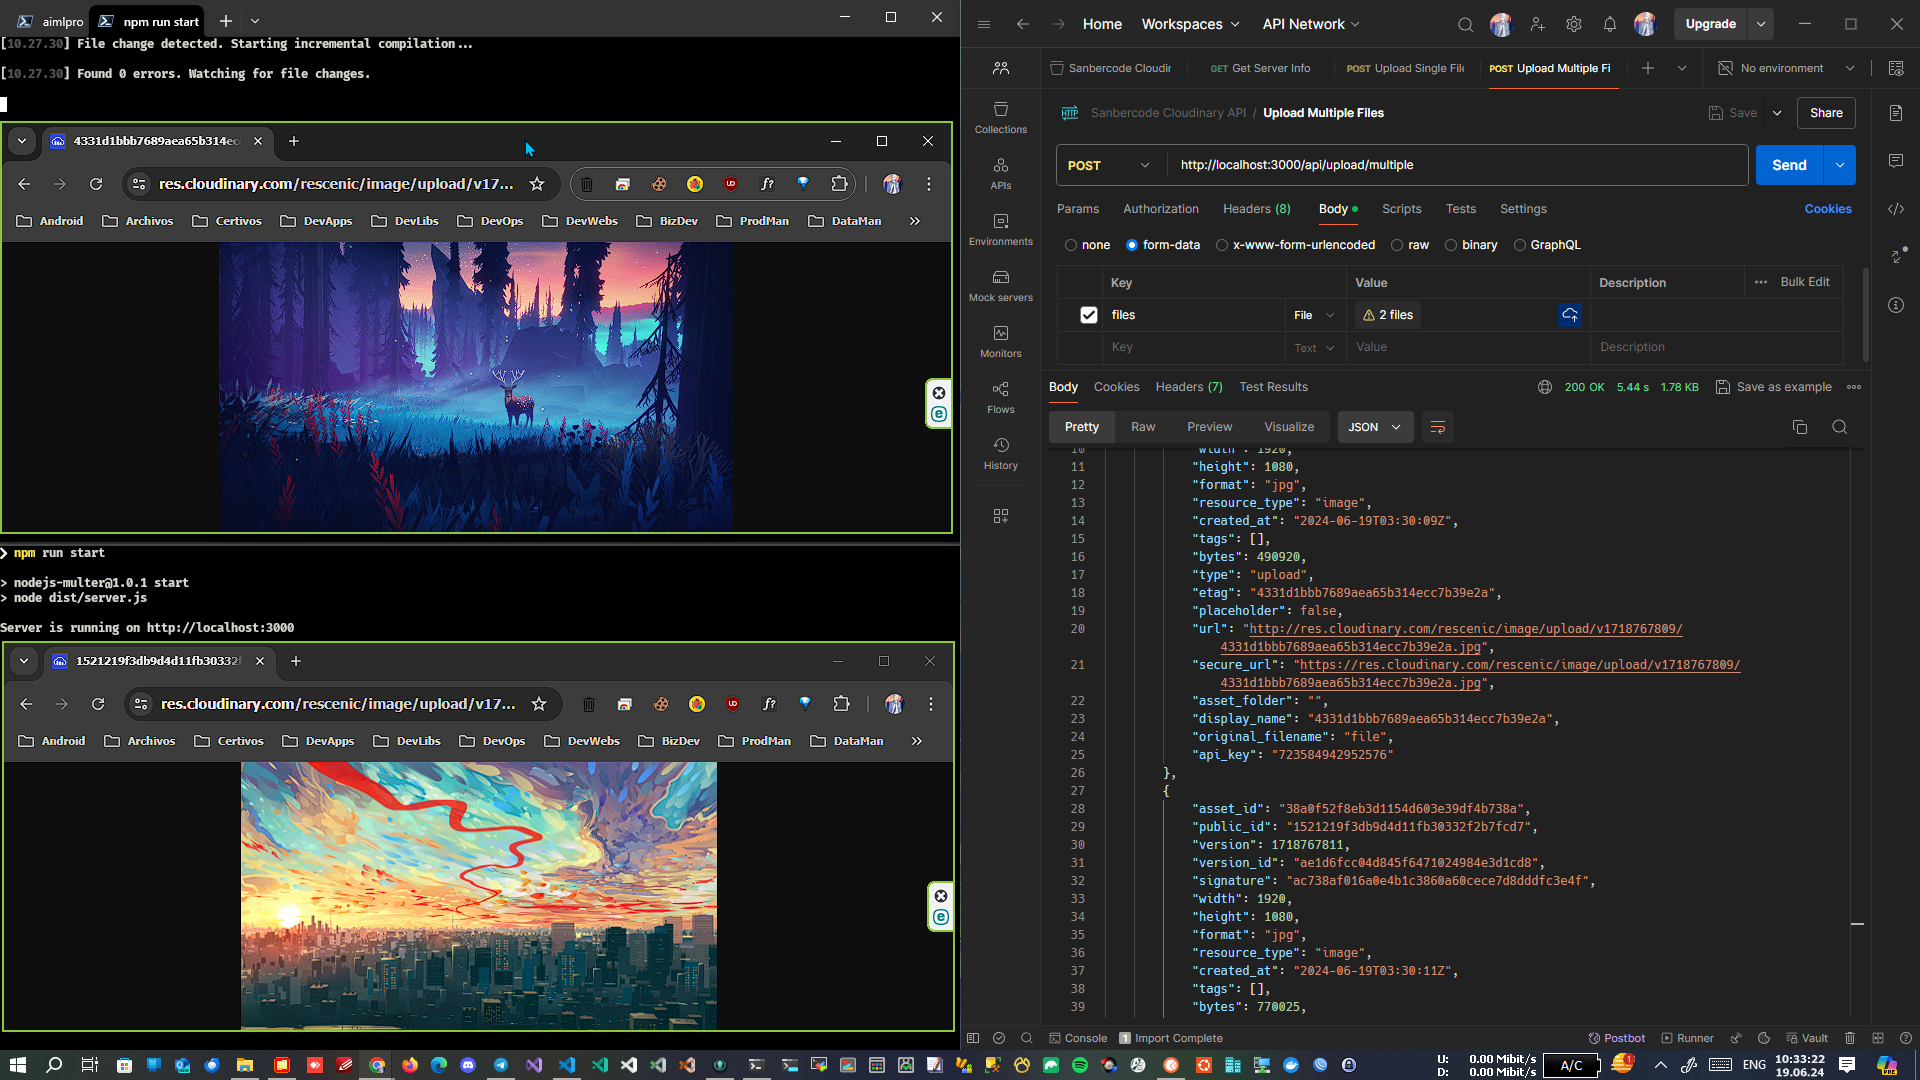 aimlpro
npm run start
[10.27.30] File change detected. Starting incremental compilation...
[10.27.30] Found 0 errors. Watching for file changes.
4331d1bbb7689aea65b314ec
res.cloudinary.com/rescenic/image/upload/v17...
Android
Archivos
Certivos
DevApps
DevLibs
DevOps
DevWebs
BizDev
ProdMan
DataMan
> npm run start
> nodejs-multer@1.0.1 start
> node dist/server.js
Server is running on http://localhost:3000
1521219f3db9d4d11fb30332f
res.cloudinary.com/rescenic/image/upload/v17...
Android
Archivos
Certivos
DevApps
DevLibs
DevOps
DevWebs
BizDev
ProdMan
DataMan
Home
Workspaces
API Network
Upgrade
Sanbercode Cloudir
GET Get Server Info
POST Upload Single File
POST Upload Multiple Fi
No environment
Collections
APIs
Environments
Mock servers
Monitors
Flows
History
HTTP
Sanbercode Cloudinary API / Upload Multiple Files
Save
Share
POST
http://localhost:3000/api/upload/multiple
Send
Params
Authorization
Headers (8)
Body
Scripts
Tests
Settings
Cookies
none
form-data
x-www-form-urlencoded
raw
binary
GraphQL
Key
Value
Description
Bulk Edit
files
File
2 files
Key
Text
Value
Description
Body
Cookies
Headers (7)
Test Results
200 OK
5.44 s
1.78 KB
Save as example
Pretty
Raw
Preview
Visualize
JSON
10 "width": 1920,
11 "height": 1080,
12 "format": "jpg",
13 "resource_type": "image",
14 "created_at": "2024-06-19T03:30:09Z",
15 "tags": [],
16 "bytes": 490920,
17 "type": "upload",
18 "etag": "4331d1bbb7689aea65b314ecc7b39e2a",
19 "placeholder": false,
20 "url": "http://res.cloudinary.com/rescenic/image/upload/v1718767809/
4331d1bbb7689aea65b314ecc7b39e2a.jpg",
21 "secure_url": "https://res.cloudinary.com/rescenic/image/upload/v1718767809/
4331d1bbb7689aea65b314ecc7b39e2a.jpg",
22 "asset_folder": "",
23 "display_name": "4331d1bbb7689aea65b314ecc7b39e2a",
24 "original_filename": "file",
25 "api_key": "723584942952576"
26 },
27 {
28 "asset_id": "38a0f52f8eb3d1154d603e39df4b738a",
29 "public_id": "1521219f3db9d4d11fb30332f2b7fcd7",
30 "version": 1718767811,
31 "version_id": "ae1d6fcc04d845f6471024984e3d1cd8",
32 "signature": "ac738af016a0e4b1c3860a60cece7d8dddfc3e4f",
33 "width": 1920,
34 "height": 1080,
35 "format": "jpg",
36 "resource_type": "image",
37 "created_at": "2024-06-19T03:30:11Z",
38 "tags": [],
39 "bytes": 770025,
Console
Import Complete
Postbot
Runner
Vault
U: 0.00 Mibit/s
D: 0.00 Mibit/s
A/C
ENG
10:33:22
19.06.24